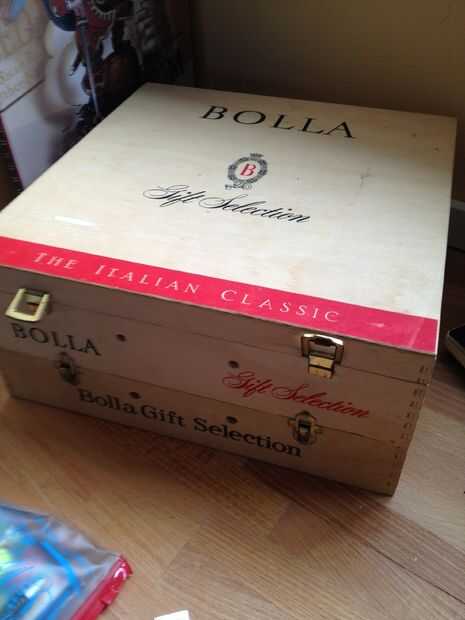 BOLLA
B
Gift Selection
THE ITALIAN CLASSIC
BOLLA
Gift Selection
Bolla Gift Selection